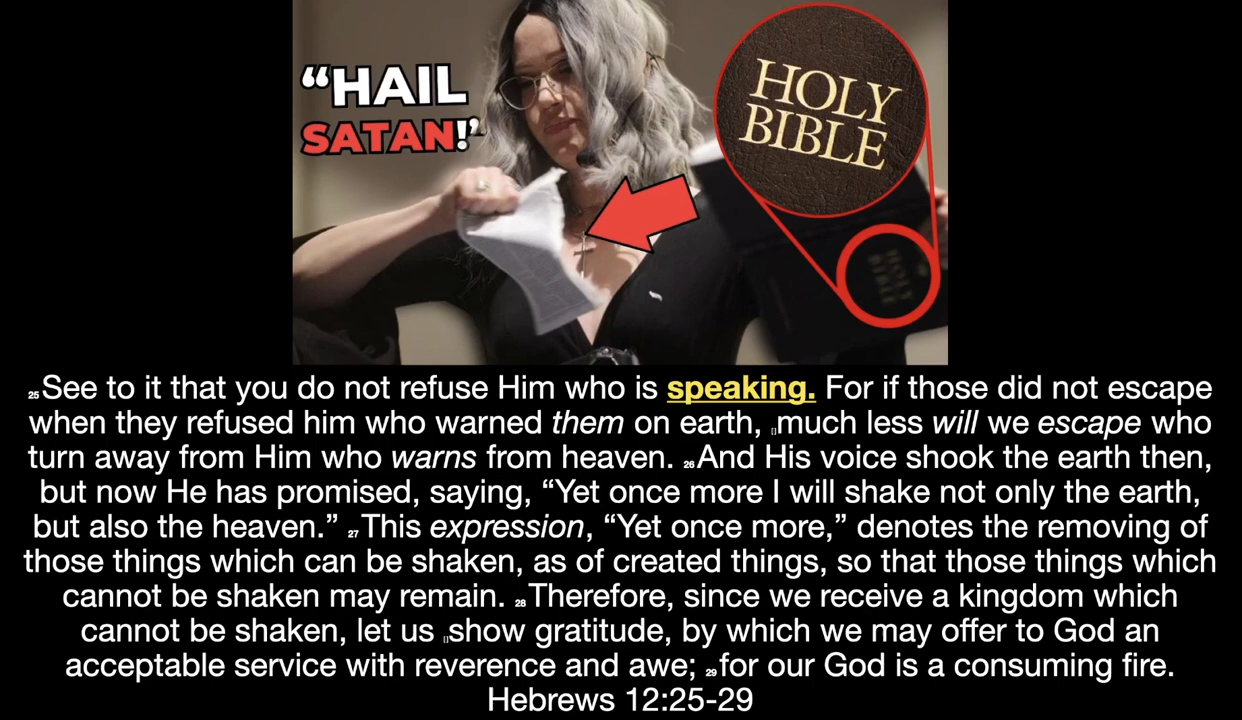 “HAIL
SATAN!”
HOLY
BIBLE
HOLY
BIBLE
25See to it that you do not refuse Him who is speaking. For if those did not escape
when they refused him who warned them on earth, []much less will we escape who
turn away from Him who warns from heaven. 26And His voice shook the earth then,
but now He has promised, saying, “Yet once more I will shake not only the earth,
but also the heaven.” 27This expression, “Yet once more,” denotes the removing of
those things which can be shaken, as of created things, so that those things which
cannot be shaken may remain. 28Therefore, since we receive a kingdom which
cannot be shaken, let us []show gratitude, by which we may offer to God an
acceptable service with reverence and awe; 29for our God is a consuming fire.
Hebrews 12:25-29